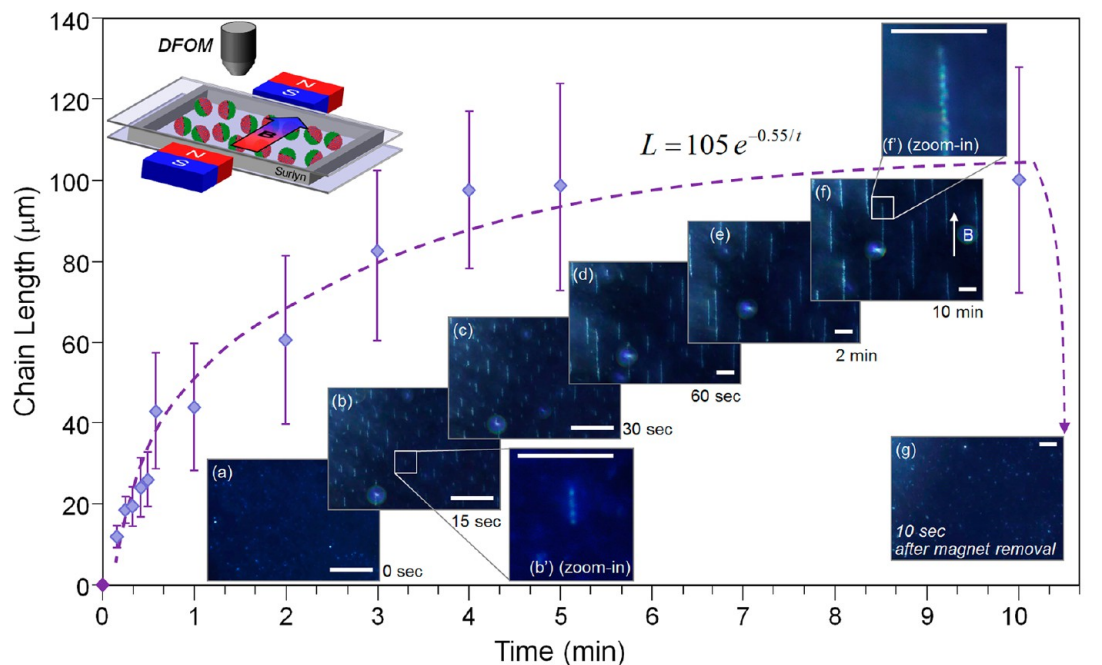 140
120
100
80
60
40
20
0
Chain Length (μm)
0 1 2 3 4 5 6 7 8 9 10
Time (min)
DFOM
N
S
B
N
S
Surlyn
L = 105 e^{-0.55/t}
(f') (zoom-in)
(f)
B
10 min
(e)
2 min
(d)
60 sec
(c)
30 sec
(b)
15 sec
(a)
0 sec
(b') (zoom-in)
(g)
10 sec
after magnet removal